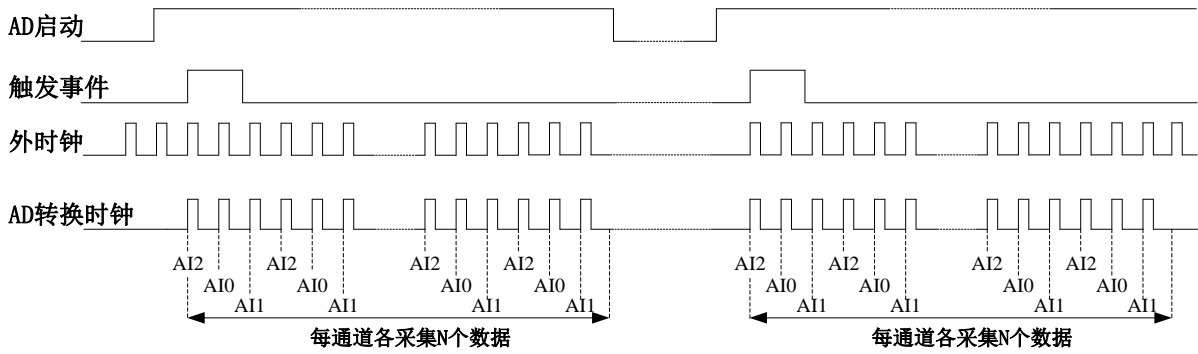 AD启动
触发事件
外时钟
AD转换时钟
AI2 AI2 AI2 AI2 AI2 AI2 AI2 AI2
AI0 AI0 AI0 AI0 AI0 AI0 AI0 AI0
AI1 AI1 AI1 AI1 AI1 AI1 AI1 AI1
每通道各采集N个数据 每通道各采集N个数据